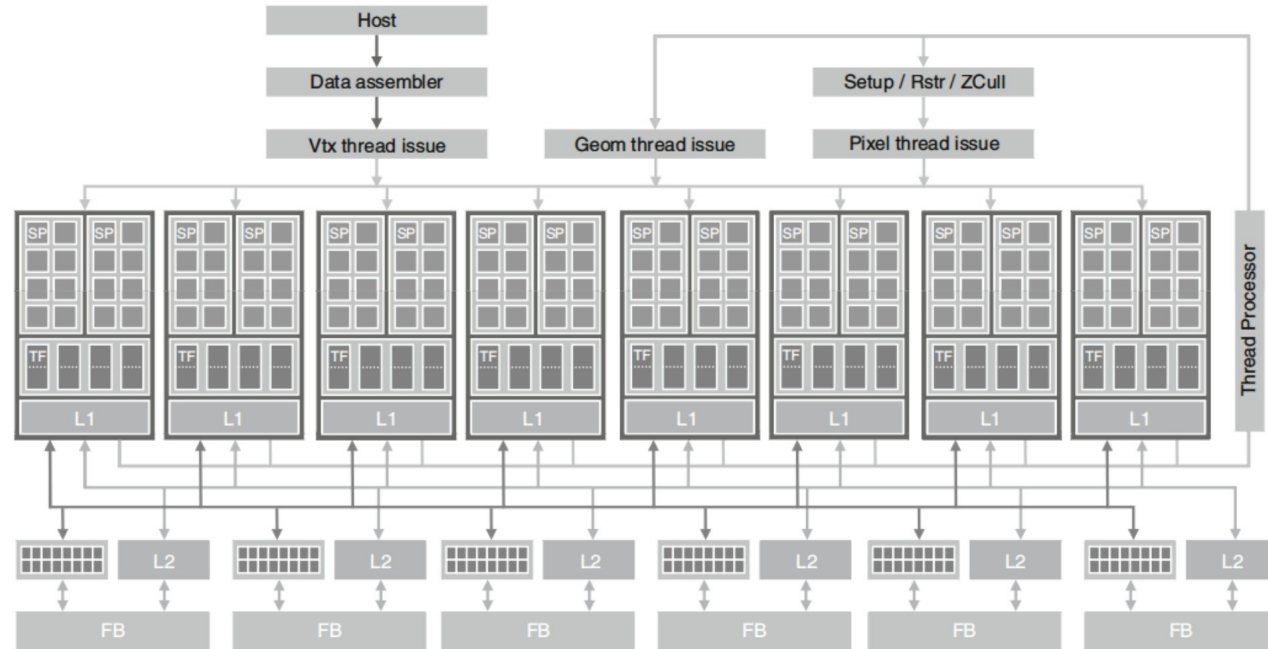 Host
Data assembler
Setup / Rstr / ZCull
Vtx thread issue
Geom thread issue
Pixel thread issue
SP SP SP SP SP SP SP SP SP SP SP SP SP SP SP SP
Thread Processor
TF TF TF TF TF TF TF TF
L1 L1 L1 L1 L1 L1 L1 L1
L2 L2 L2 L2 L2 L2
FB FB FB FB FB FB